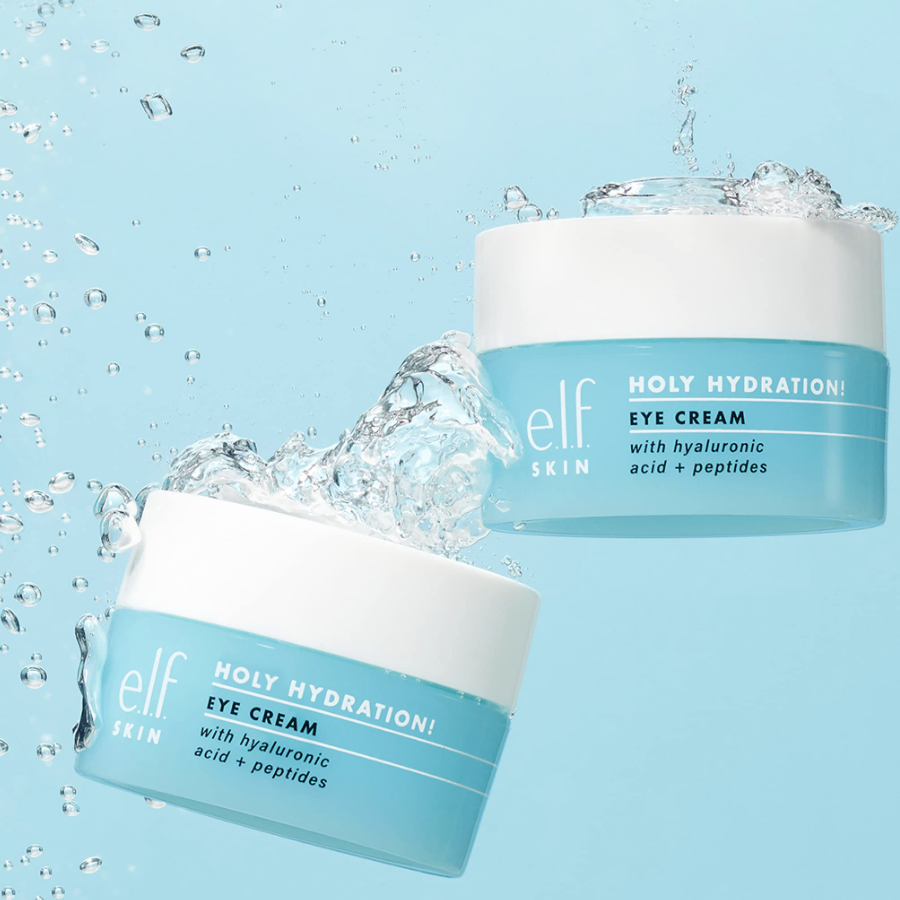 e.l.f.
SKIN
HOLY HYDRATION!
EYE CREAM
with hyaluronic
acid + peptides
e.l.f.
SKIN
HOLY HYDRATION!
EYE CREAM
with hyaluronic
acid + peptides